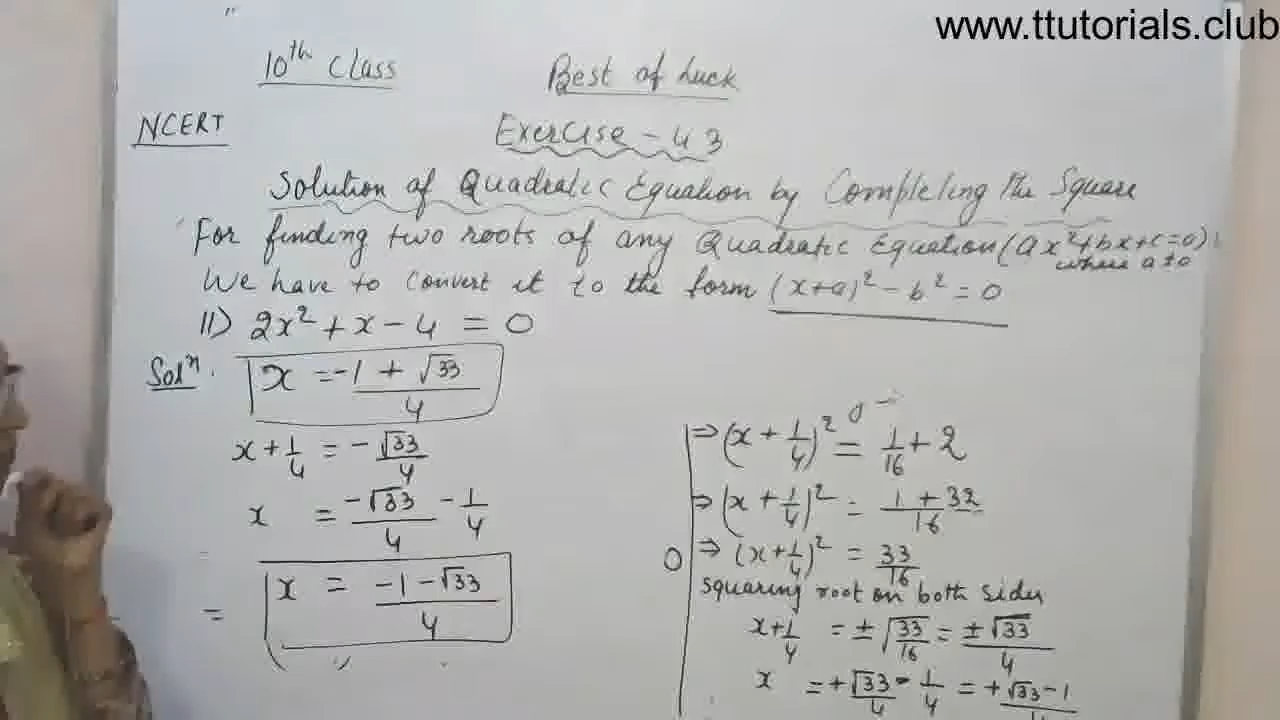 www.ttutorials.club
10th Class
Best of Luck
NCERT
Exercise - 4 3
Solution of Quadratic Equation by Completing the Square
For finding two roots of any Quadratic Equation (ax²+bx+c=0)
where a≠0
We have to convert it to the form (x+a)² - b² = 0
11) 2x² + x - 4 = 0
Solⁿ.
x = -1 + √33 / 4
x + 1/4 = - √33/4
x = -√33/4 - 1/4
= x = -1 - √33 / 4
⇒ (x + 1/4)² = 1/16 + 2
⇒ (x + 1/4)² = 1 + 32 / 16
0 ⇒ (x + 1/4)² = 33/16
squaring root on both sides
x + 1/4 = ± √33/16 = ± √33 / 4
x = + √33/4 - 1/4 = + √33 - 1